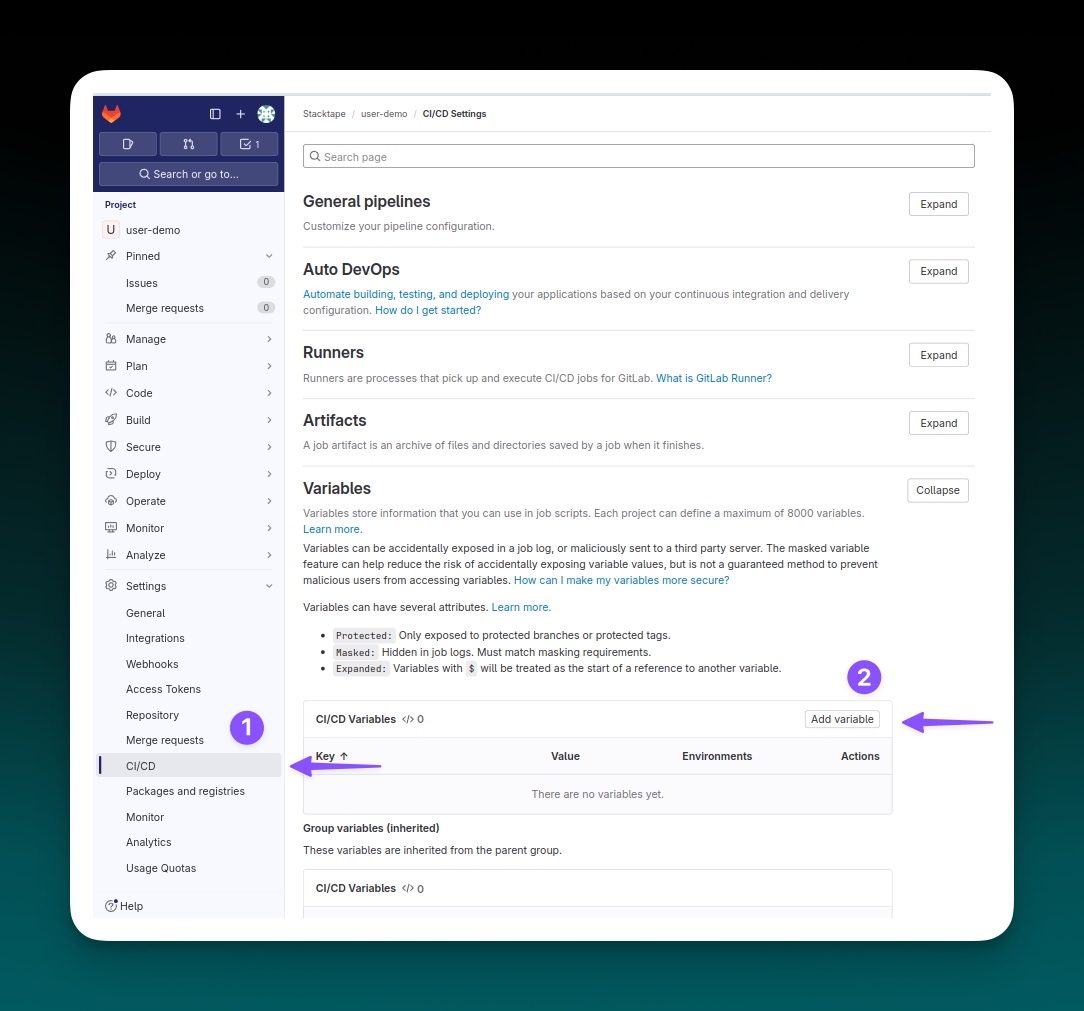 1
Search or go to...
Project
U user-demo
Pinned
Issues 0
Merge requests 0
Manage
Plan
Code
Build
Secure
Deploy
Operate
Monitor
Analyze
Settings
General
Integrations
Webhooks
Access Tokens
Repository
Merge requests
1
CI/CD
Packages and registries
Monitor
Analytics
Usage Quotas
Help
Stacktape / user-demo / CI/CD Settings
Search page
General pipelines
Expand
Customize your pipeline configuration.
Auto DevOps
Expand
Automate building, testing, and deploying your applications based on your continuous integration and delivery
configuration. How do I get started?
Runners
Expand
Runners are processes that pick up and execute CI/CD jobs for GitLab. What is GitLab Runner?
Artifacts
Expand
A job artifact is an archive of files and directories saved by a job when it finishes.
Variables
Collapse
Variables store information that you can use in job scripts. Each project can define a maximum of 8000 variables.
Learn more.
Variables can be accidentally exposed in a job log, or maliciously sent to a third party server. The masked variable
feature can help reduce the risk of accidentally exposing variable values, but is not a guaranteed method to prevent
malicious users from accessing variables. How can I make my variables more secure?
Variables can have several attributes. Learn more.
• Protected: Only exposed to protected branches or protected tags.
• Masked: Hidden in job logs. Must match masking requirements.
• Expanded: Variables with $ will be treated as the start of a reference to another variable.
2
CI/CD Variables </> 0 Add variable
Key ↑ Value Environments Actions
There are no variables yet.
Group variables (inherited)
These variables are inherited from the parent group.
CI/CD Variables </> 0